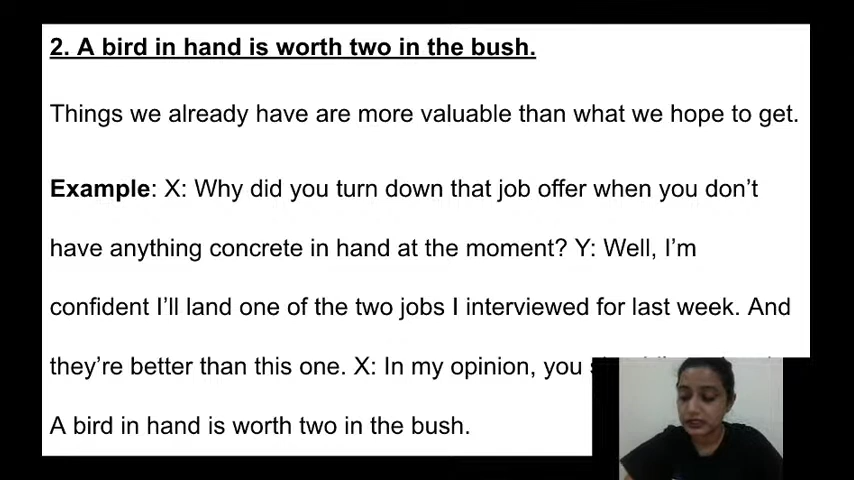 2. A bird in hand is worth two in the bush.
Things we already have are more valuable than what we hope to get.
Example: X: Why did you turn down that job offer when you don’t
have anything concrete in hand at the moment? Y: Well, I’m
confident I’ll land one of the two jobs I interviewed for last week. And
they’re better than this one. X: In my opinion, you
A bird in hand is worth two in the bush.